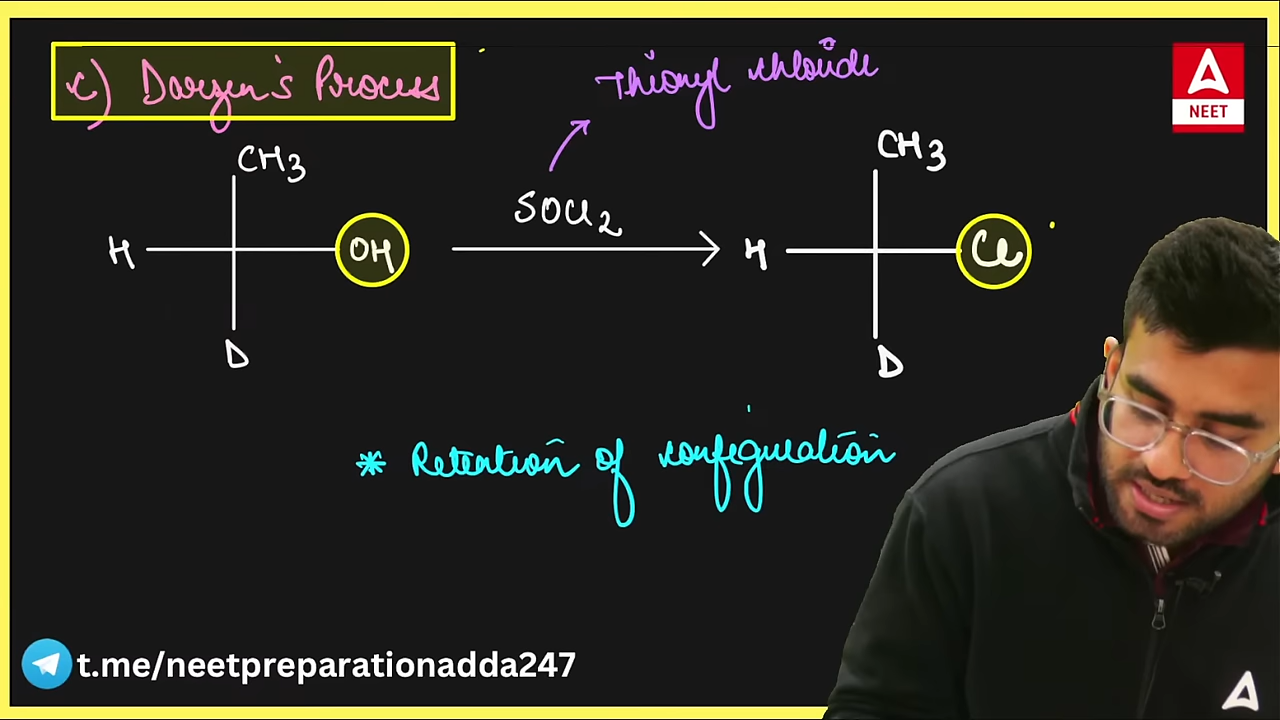 c) Darzen's Process
Thionyl chloride
NEET
CH3
CH3
SOCl2
H
OH
H
Cl
D
D
* Retention of configuration
t.me/neetpreparationadda247